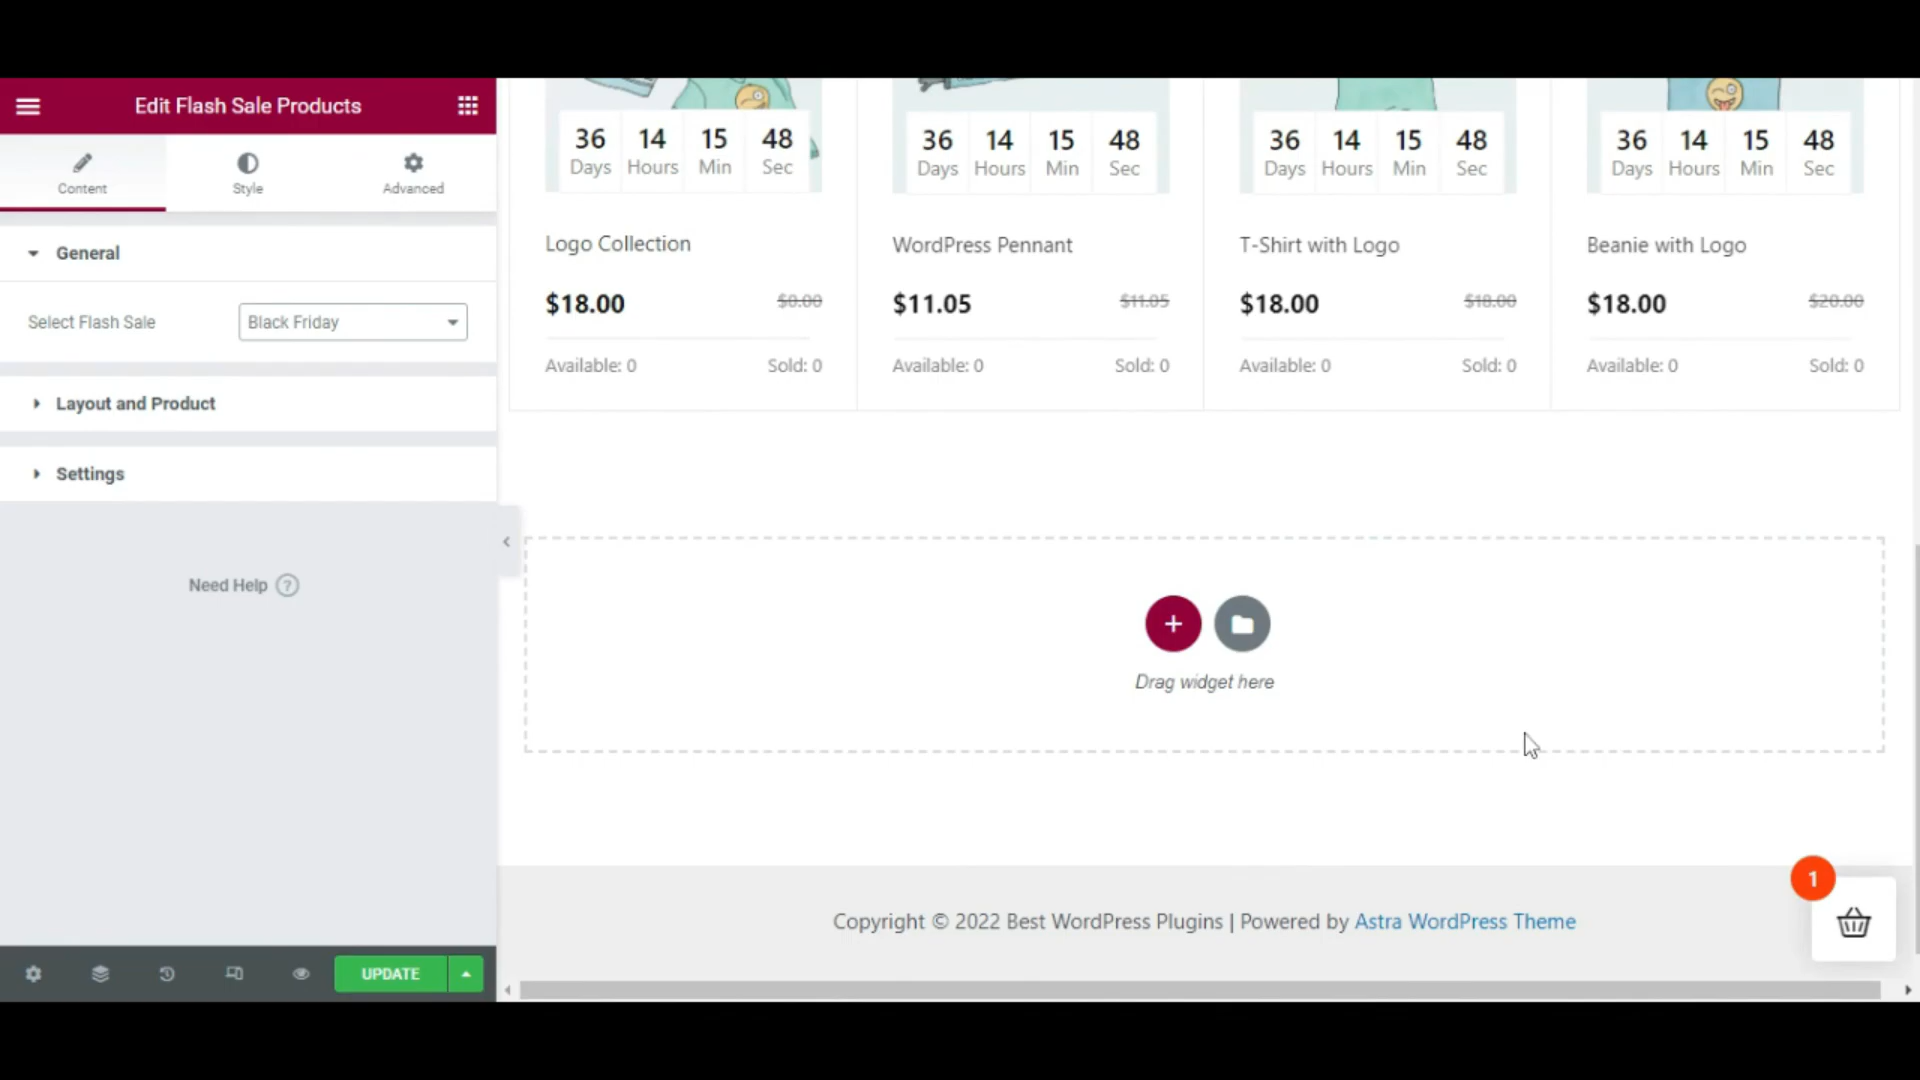 Edit Flash Sale Products
Content
Style
Advanced
General
Select Flash Sale
Black Friday
Layout and Product
Settings
Need Help ?
UPDATE
36 14 15 48
Days Hours Min Sec
36 14 15 48
Days Hours Min Sec
36 14 15 48
Days Hours Min Sec
36 14 15 48
Days Hours Min Sec
Logo Collection
WordPress Pennant
T-Shirt with Logo
Beanie with Logo
$18.00 $0.00
$11.05 $11.05
$18.00 $18.00
$18.00 $20.00
Available: 0 Sold: 0
Available: 0 Sold: 0
Available: 0 Sold: 0
Available: 0 Sold: 0
Drag widget here
1
Copyright © 2022 Best WordPress Plugins | Powered by Astra WordPress Theme